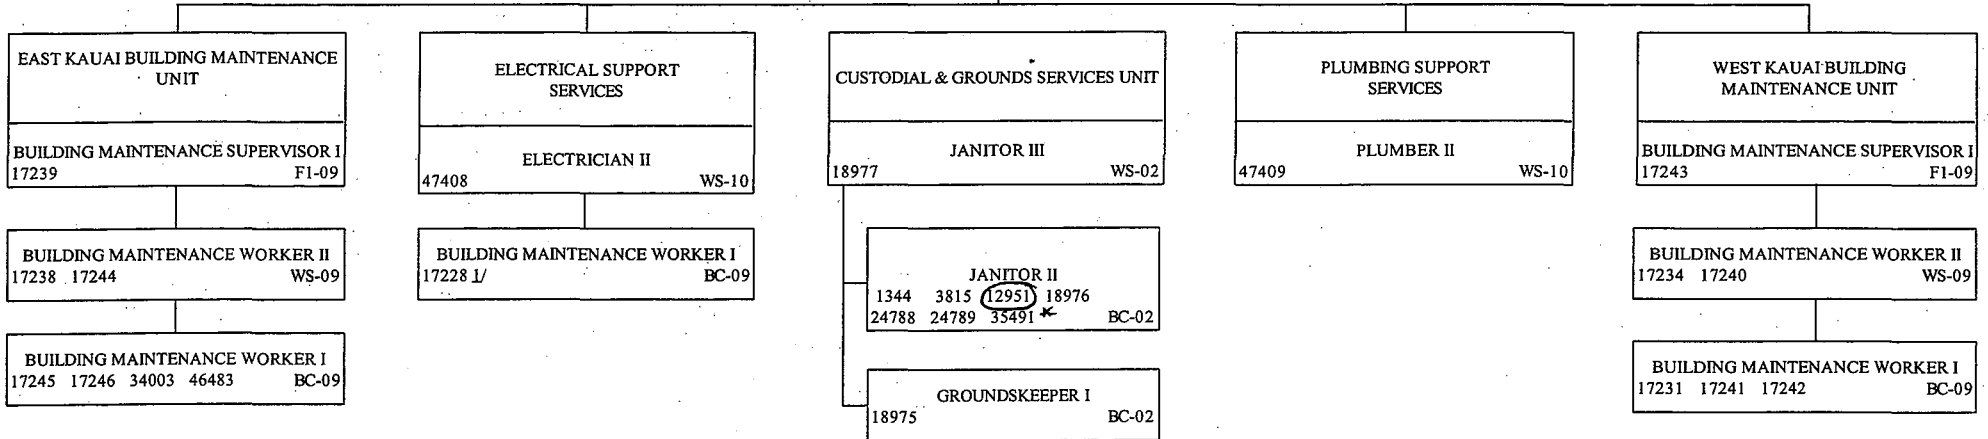 EAST KAUAI BUILDING MAINTENANCE
UNIT
BUILDING MAINTENANCE SUPERVISOR I
17239 F1-09
BUILDING MAINTENANCE WORKER II
17238 17244 WS-09
BUILDING MAINTENANCE WORKER I
17245 17246 34003 46483 BC-09
ELECTRICAL SUPPORT
SERVICES
ELECTRICIAN II
47408 WS-10
BUILDING MAINTENANCE WORKER I
17228 1/ BC-09
CUSTODIAL & GROUNDS SERVICES UNIT
JANITOR III
18977 WS-02
JANITOR II
1344 3815 12951 18976
24788 24789 35491 * BC-02
GROUNDSKEEPER I
18975 BC-02
PLUMBING SUPPORT
SERVICES
PLUMBER II
47409 WS-10
WEST KAUAI BUILDING
MAINTENANCE UNIT
BUILDING MAINTENANCE SUPERVISOR I
17243 F1-09
BUILDING MAINTENANCE WORKER II
17234 17240 WS-09
BUILDING MAINTENANCE WORKER I
17231 17241 17242 BC-09